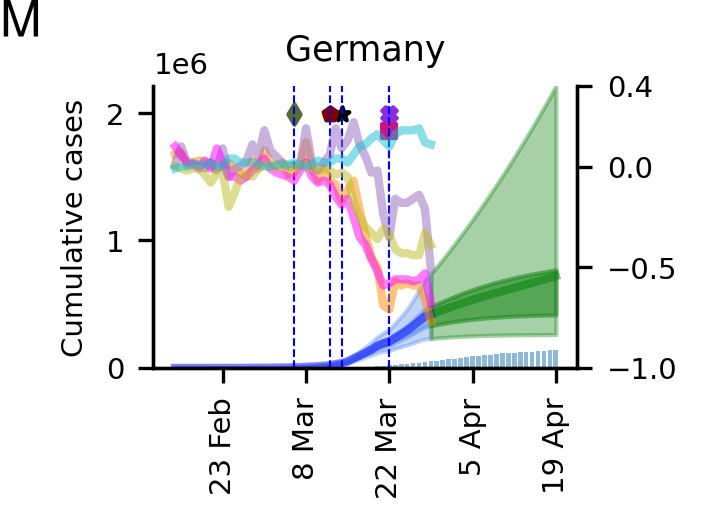 M
Germany
1e6
Cumulative cases
2
1
0
0.4
0.0
−0.5
−1.0
23 Feb
8 Mar
22 Mar
5 Apr
19 Apr